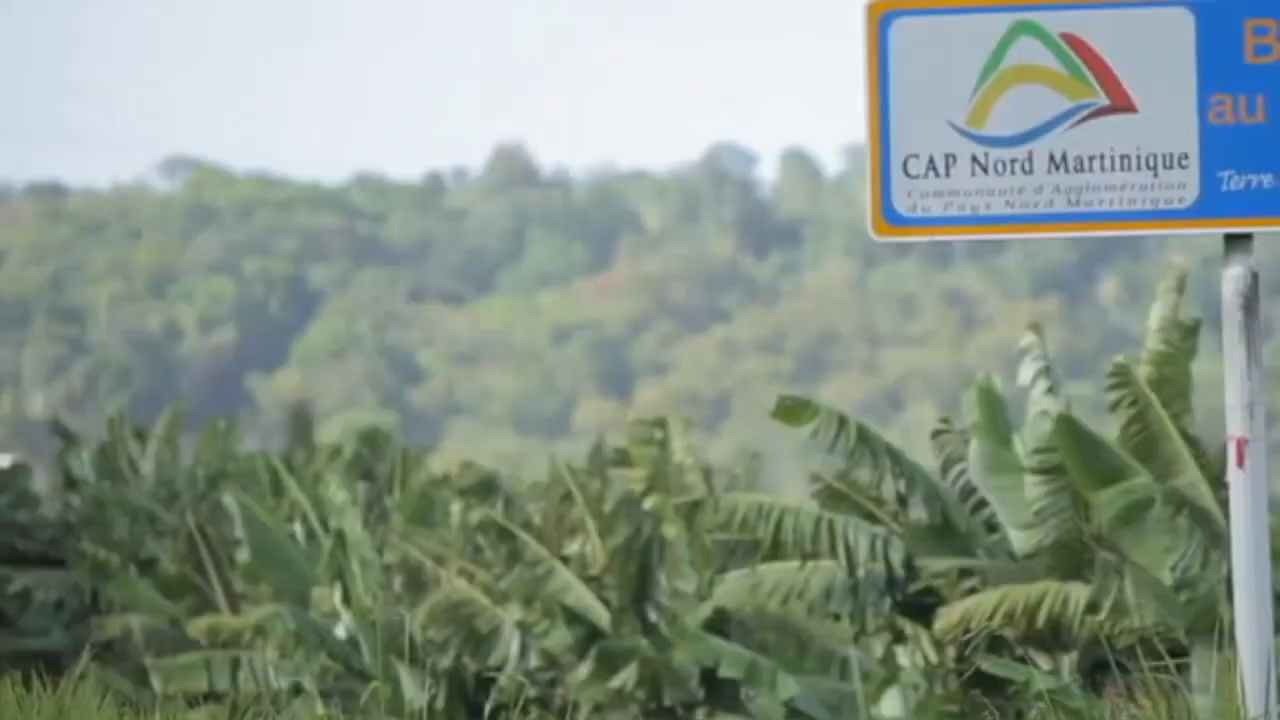 CAP Nord Martinique
Communauté d'Agglomération
du Pays Nord Martinique
B
au
Terre